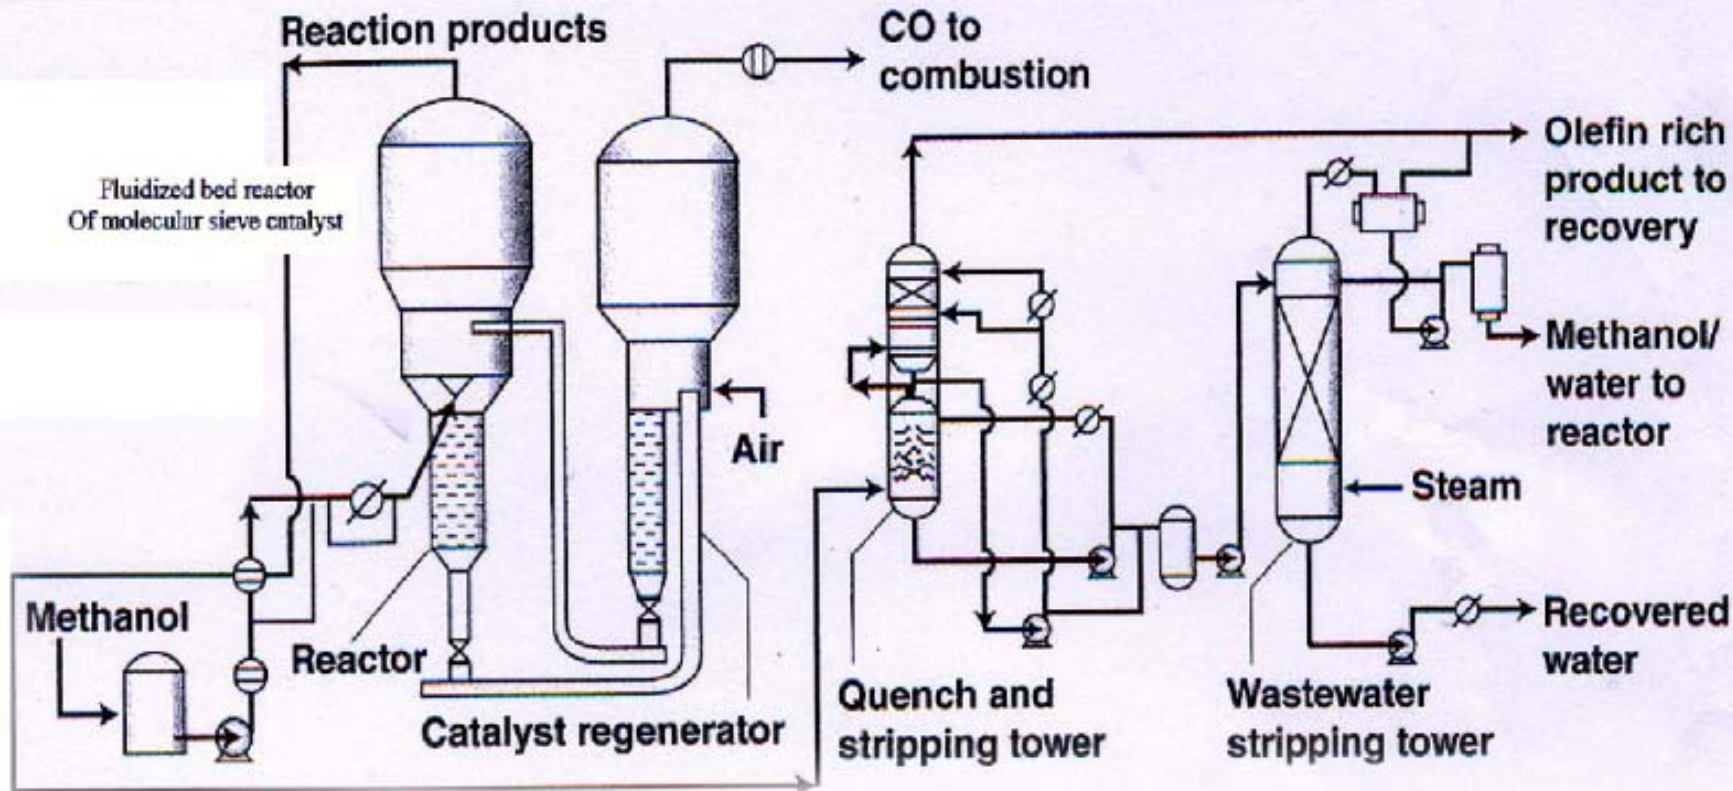 Reaction products
CO to
combustion
Olefin rich
product to
recovery
Fluidized bed reactor
Of molecular sieve catalyst
Methanol/
water to
reactor
Air
Steam
Methanol
Reactor
Catalyst regenerator
Quench and
stripping tower
Wastewater
stripping tower
Recovered
water